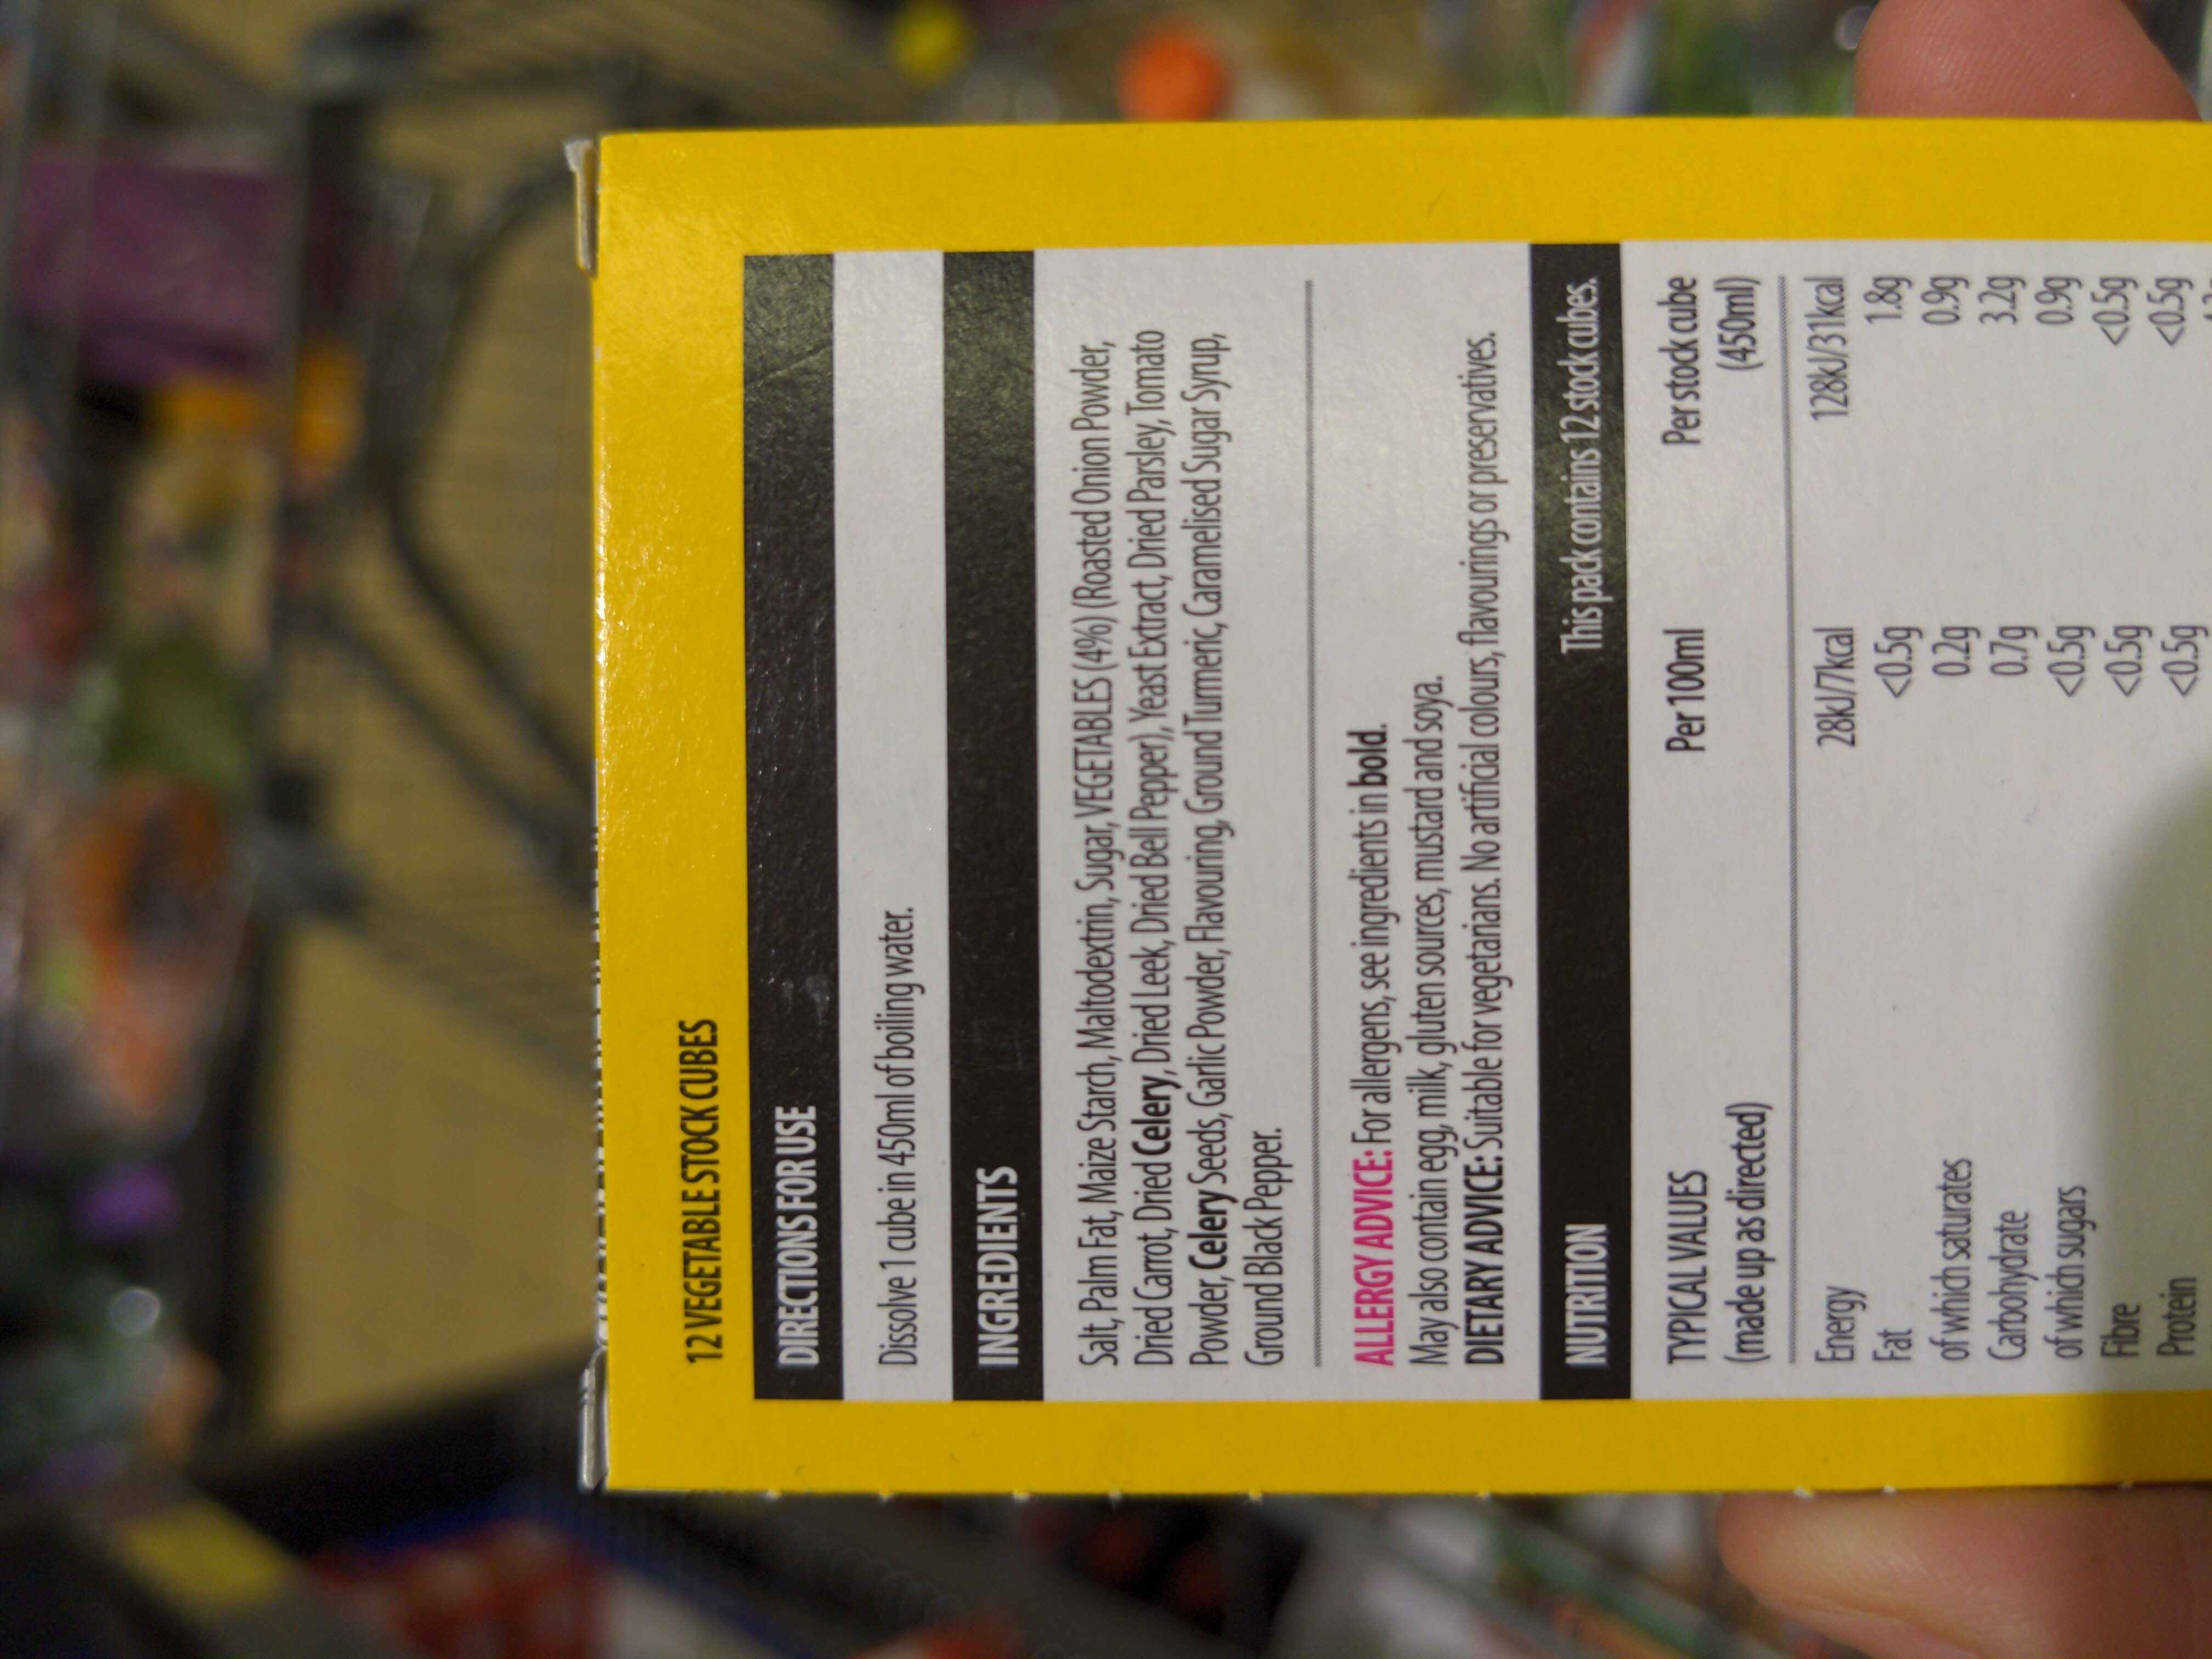 12 VEGETABLE STOCK CUBES
DIRECTIONS FOR USE
Dissolve 1 cube in 450ml of boiling water.
INGREDIENTS
Salt, Palm Fat, Maize Starch, Maltodextrin, Sugar, VEGETABLES (4%) (Roasted Onion Powder,
Dried Carrot, Dried Celery, Dried Leek, Dried Bell Pepper), Yeast Extract, Dried Parsley, Tomato
Powder, Celery Seeds, Garlic Powder, Flavouring, Ground Turmeric, Caramelised Sugar Syrup,
Ground Black Pepper.
ALLERGY ADVICE: For allergens, see ingredients in bold.
May also contain egg, milk, gluten sources, mustard and soya.
DIETARY ADVICE: Suitable for vegetarians. No artificial colours, flavourings or preservatives.
NUTRITION This pack contains 12 stock cubes.
TYPICAL VALUES Per 100ml Per stock cube
(made up as directed) (450ml)
Energy 28kJ/7kcal 128kJ/31kcal
Fat <0.5g 1.8g
of which saturates 0.2g 0.9g
Carbohydrate 0.7g 3.2g
of which sugars <0.5g 0.9g
Fibre <0.5g <0.5g
Protein <0.5g <0.5g